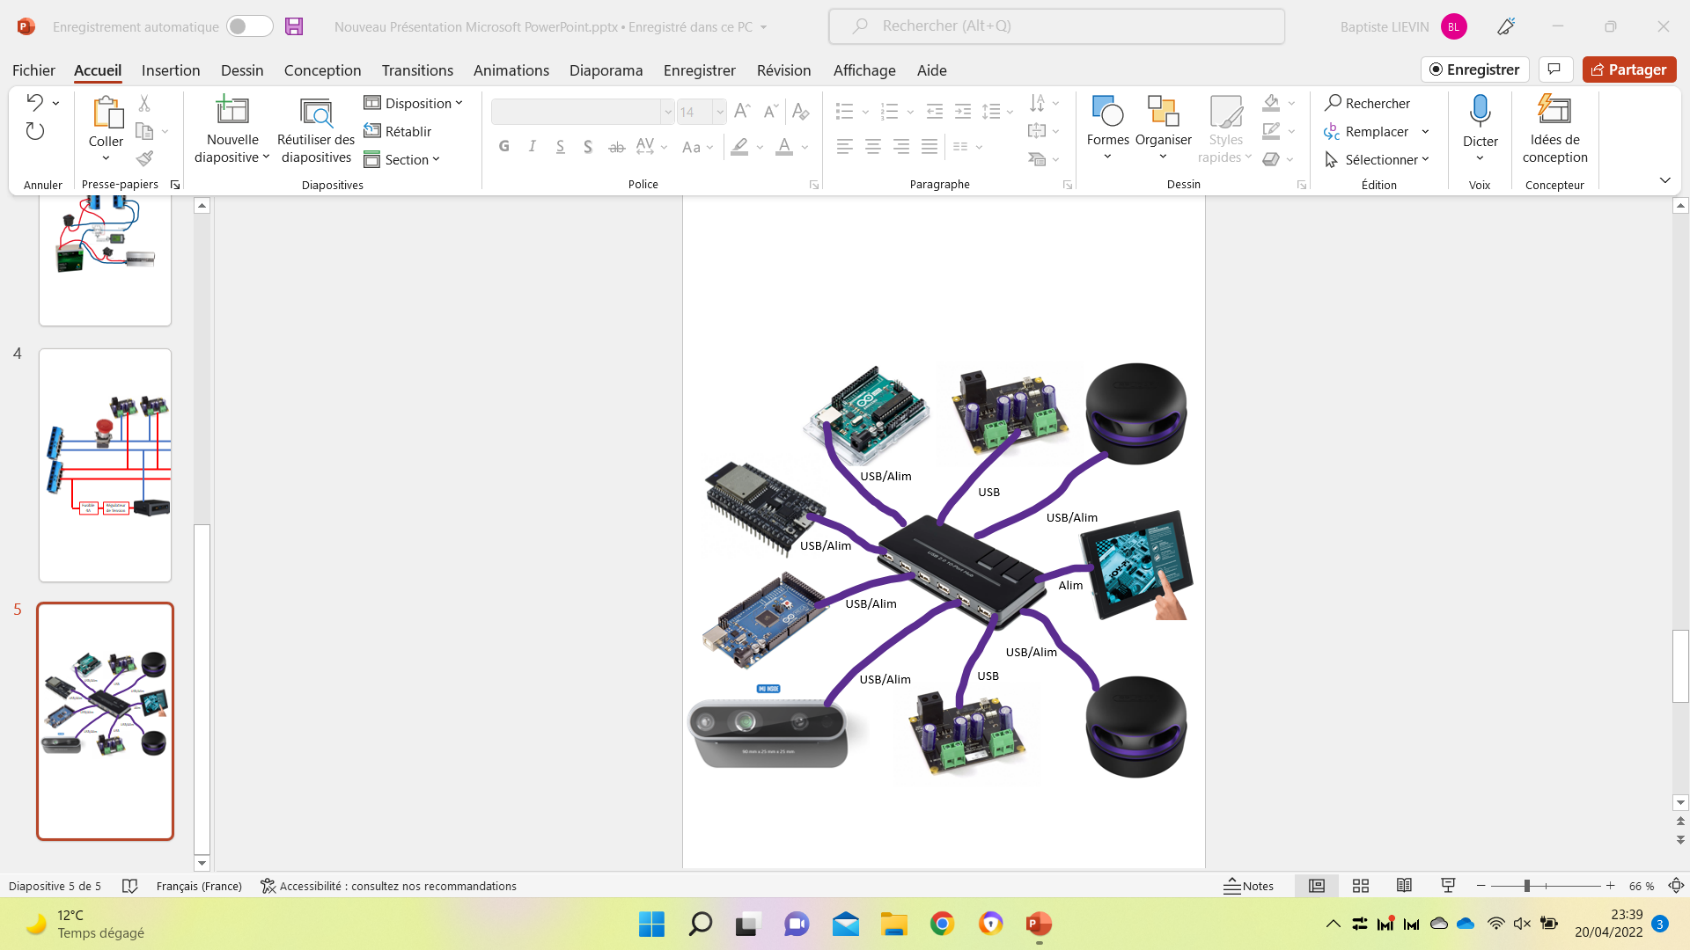 Enregistrement automatique
Nouveau Présentation Microsoft PowerPoint.pptx • Enregistré dans ce PC
Rechercher (Alt+Q)
Baptiste LIEVIN
BL
Fichier
Accueil
Insertion
Dessin
Conception
Transitions
Animations
Diaporama
Enregistrer
Révision
Affichage
Aide
Enregistrer
Partager
Coller
Nouvelle
diapositive
Réutiliser des
diapositives
Disposition
Rétablir
Section
14
G
I
S
S
ab
AV
Aa
A
Formes
Organiser
Styles
rapides
Rechercher
Remplacer
Sélectionner
Dicter
Idées de
conception
Annuler
Presse-papiers
Diapositives
Police
Paragraphe
Dessin
Édition
Voix
Concepteur
4
5
USB/Alim
USB
USB/Alim
USB/Alim
Alim
USB/Alim
USB/Alim
USB/Alim
USB
Diapositive 5 de 5
Français (France)
Accessibilité : consultez nos recommandations
Notes
66 %
12°C
Temps dégagé
23:39
20/04/2022
3